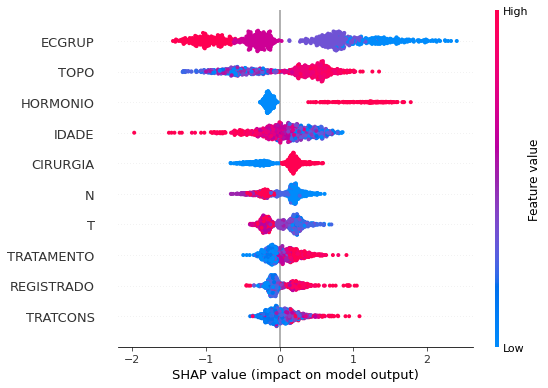 High
ECGRUP
TOPO
HORMONIO
IDADE
CIRURGIA
N
T
TRATAMENTO
REGISTRADO
TRATCONS
Feature value
Low
−2 −1 0 1 2
SHAP value (impact on model output)